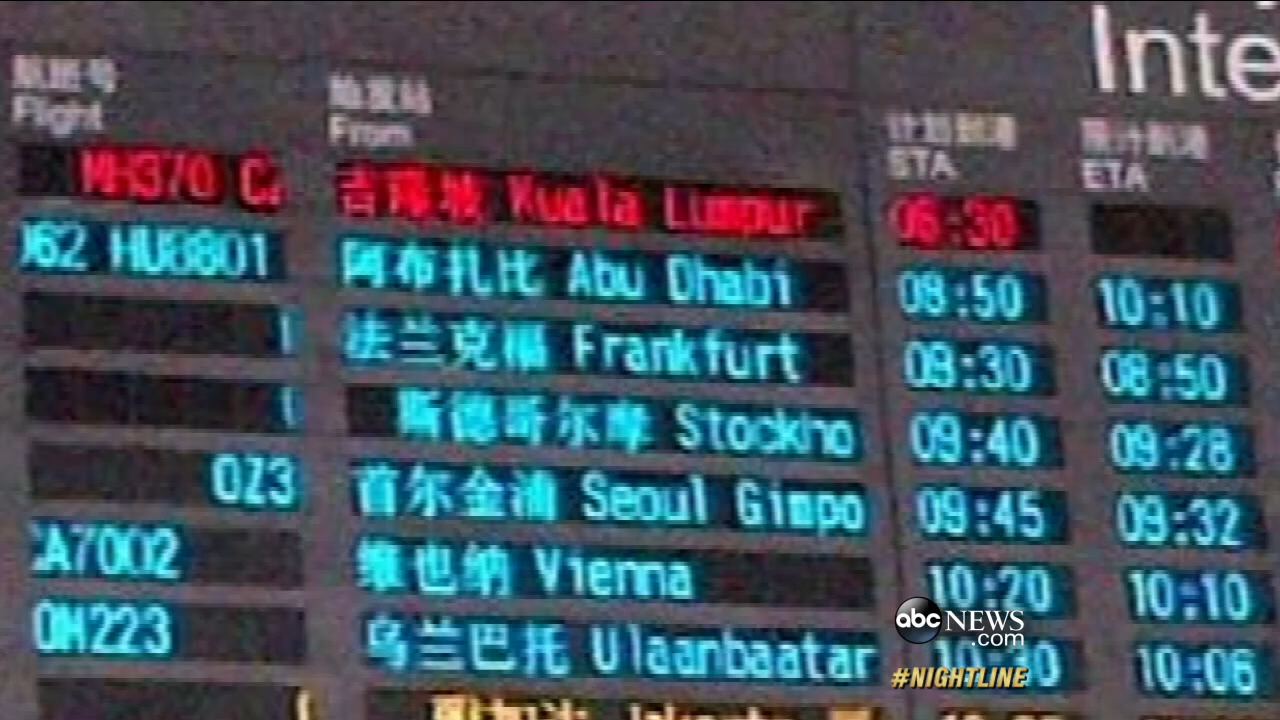 Inte
航班号 始发站 计划到港 预计到港
Flight From STA ETA
MH370 吉隆坡 Kuala Lumpur 06:30
HU8801 阿布扎比 Abu Dhabi 08:50 10:10
法兰克福 Frankfurt 09:30 08:50
斯德哥尔摩 Stockho 09:40 09:28
OZ3 首尔金浦 Seoul Gimpo 09:45 09:32
CA7002 维也纳 Vienna 10:20 10:10
OM223 乌兰巴托 Ulaanbaatar 10:06
abc NEWS
.com
#NIGHTLINE